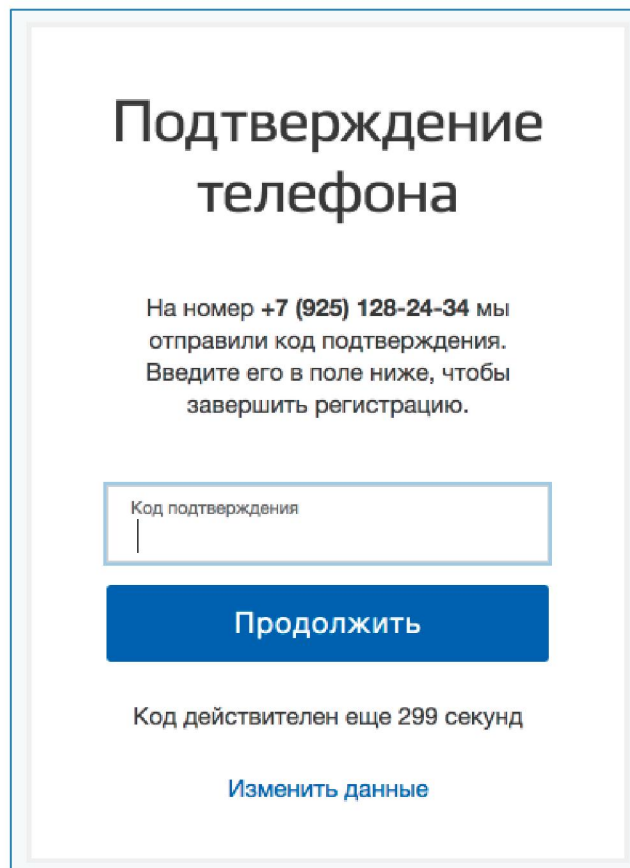 Подтверждение
телефона
На номер +7 (925) 128-24-34 мы
отправили код подтверждения.
Введите его в поле ниже, чтобы
завершить регистрацию.
Код подтверждения
Продолжить
Код действителен еще 299 секунд
Изменить данные